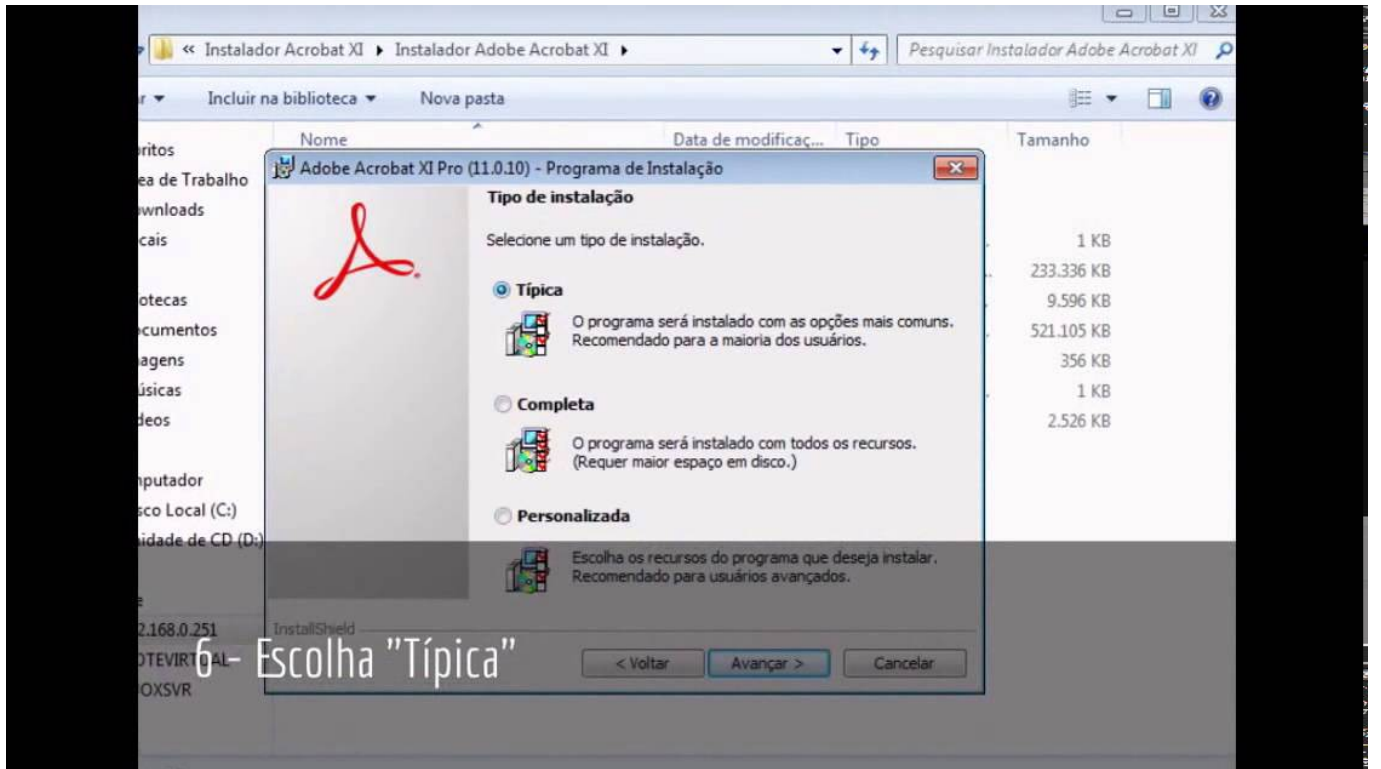 « Instalador Acrobat XI ▸ Instalador Adobe Acrobat XI ▸
Pesquisar Instalador Adobe Acrobat XI
Incluir na biblioteca
Nova pasta
Nome
Data de modificaç...
Tipo
Tamanho
ritos
ea de Trabalho
wnloads
cais
otecas
cumentos
agens
úsicas
deos
mputador
sco Local (C:)
idade de CD (D:)
2.168.0.251
OXSVR
Adobe Acrobat XI Pro (11.0.10) - Programa de Instalação
Tipo de instalação
Selecione um tipo de instalação.
Típica
O programa será instalado com as opções mais comuns.
Recomendado para a maioria dos usuários.
Completa
O programa será instalado com todos os recursos.
(Requer maior espaço em disco.)
Personalizada
Escolha os recursos do programa que deseja instalar.
Recomendado para usuários avançados.
InstallShield
< Voltar
Avançar >
Cancelar
1 KB
233.336 KB
9.596 KB
521.105 KB
356 KB
1 KB
2.526 KB
6 - Escolha "Típica"